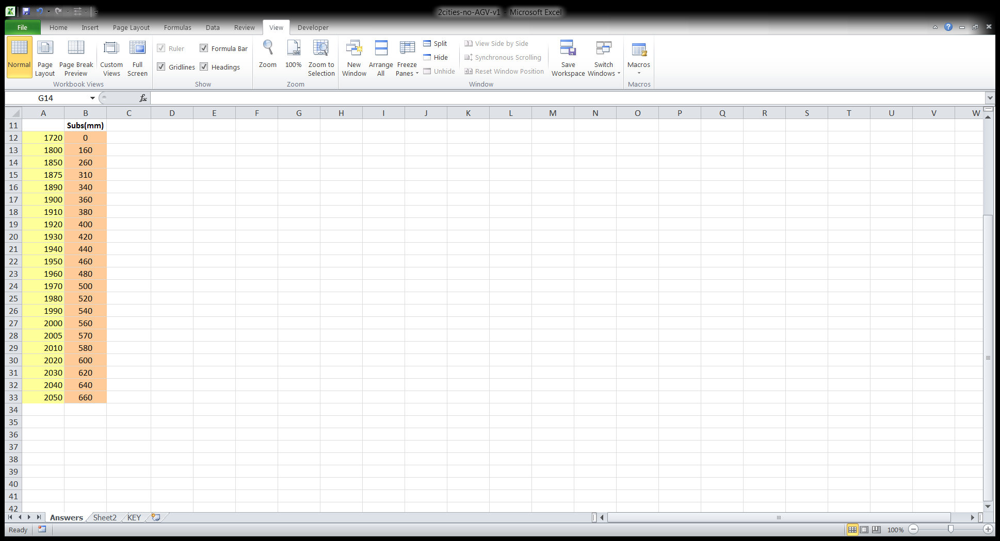 2cities-no-AGV-v1 - Microsoft Excel
File Home Insert Page Layout Formulas Data Review View Developer
Normal
Page Layout
Page Break Preview
Custom Views
Full Screen
Workbook Views
Ruler
Formula Bar
Gridlines
Headings
Show
Zoom
100%
Zoom to Selection
Zoom
New Window
Arrange All
Freeze Panes
Split
Hide
Unhide
View Side by Side
Synchronous Scrolling
Reset Window Position
Save Workspace
Switch Windows
Window
Macros
Macros
G14
fx
A B C D E F G H I J K L M N O P Q R S T U V W
11 Subs(mm)
12 1720 0
13 1800 160
14 1850 260
15 1875 310
16 1890 340
17 1900 360
18 1910 380
19 1920 400
20 1930 420
21 1940 440
22 1950 460
23 1960 480
24 1970 500
25 1980 520
26 1990 540
27 2000 560
28 2005 570
29 2010 580
30 2020 600
31 2030 620
32 2040 640
33 2050 660
34
35
36
37
38
39
40
41
42
Answers Sheet2 KEY
Ready 100%